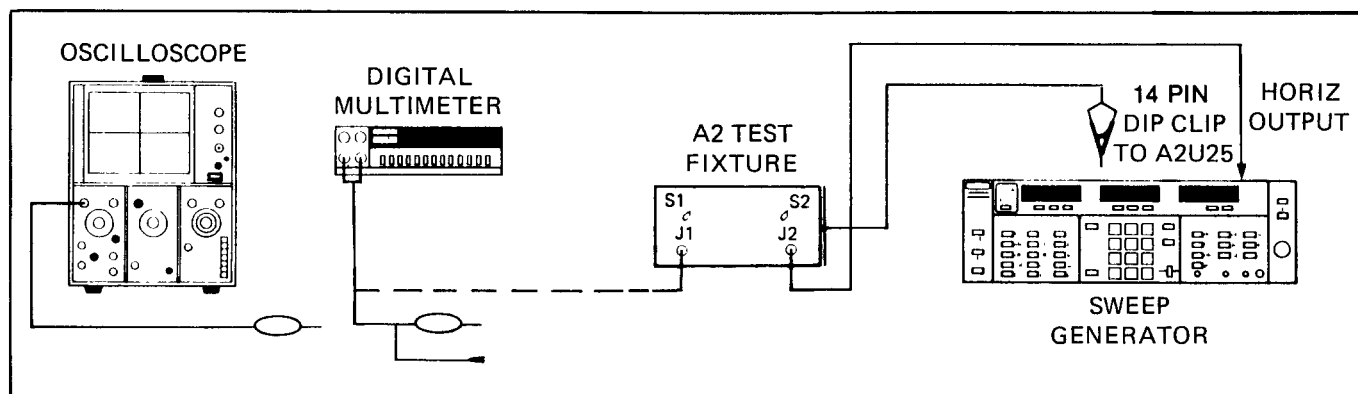 OSCILLOSCOPE
DIGITAL
MULTIMETER
A2 TEST
FIXTURE
S1
S2
J1
J2
14 PIN
DIP CLIP
TO A2U25
HORIZ
OUTPUT
SWEEP
GENERATOR